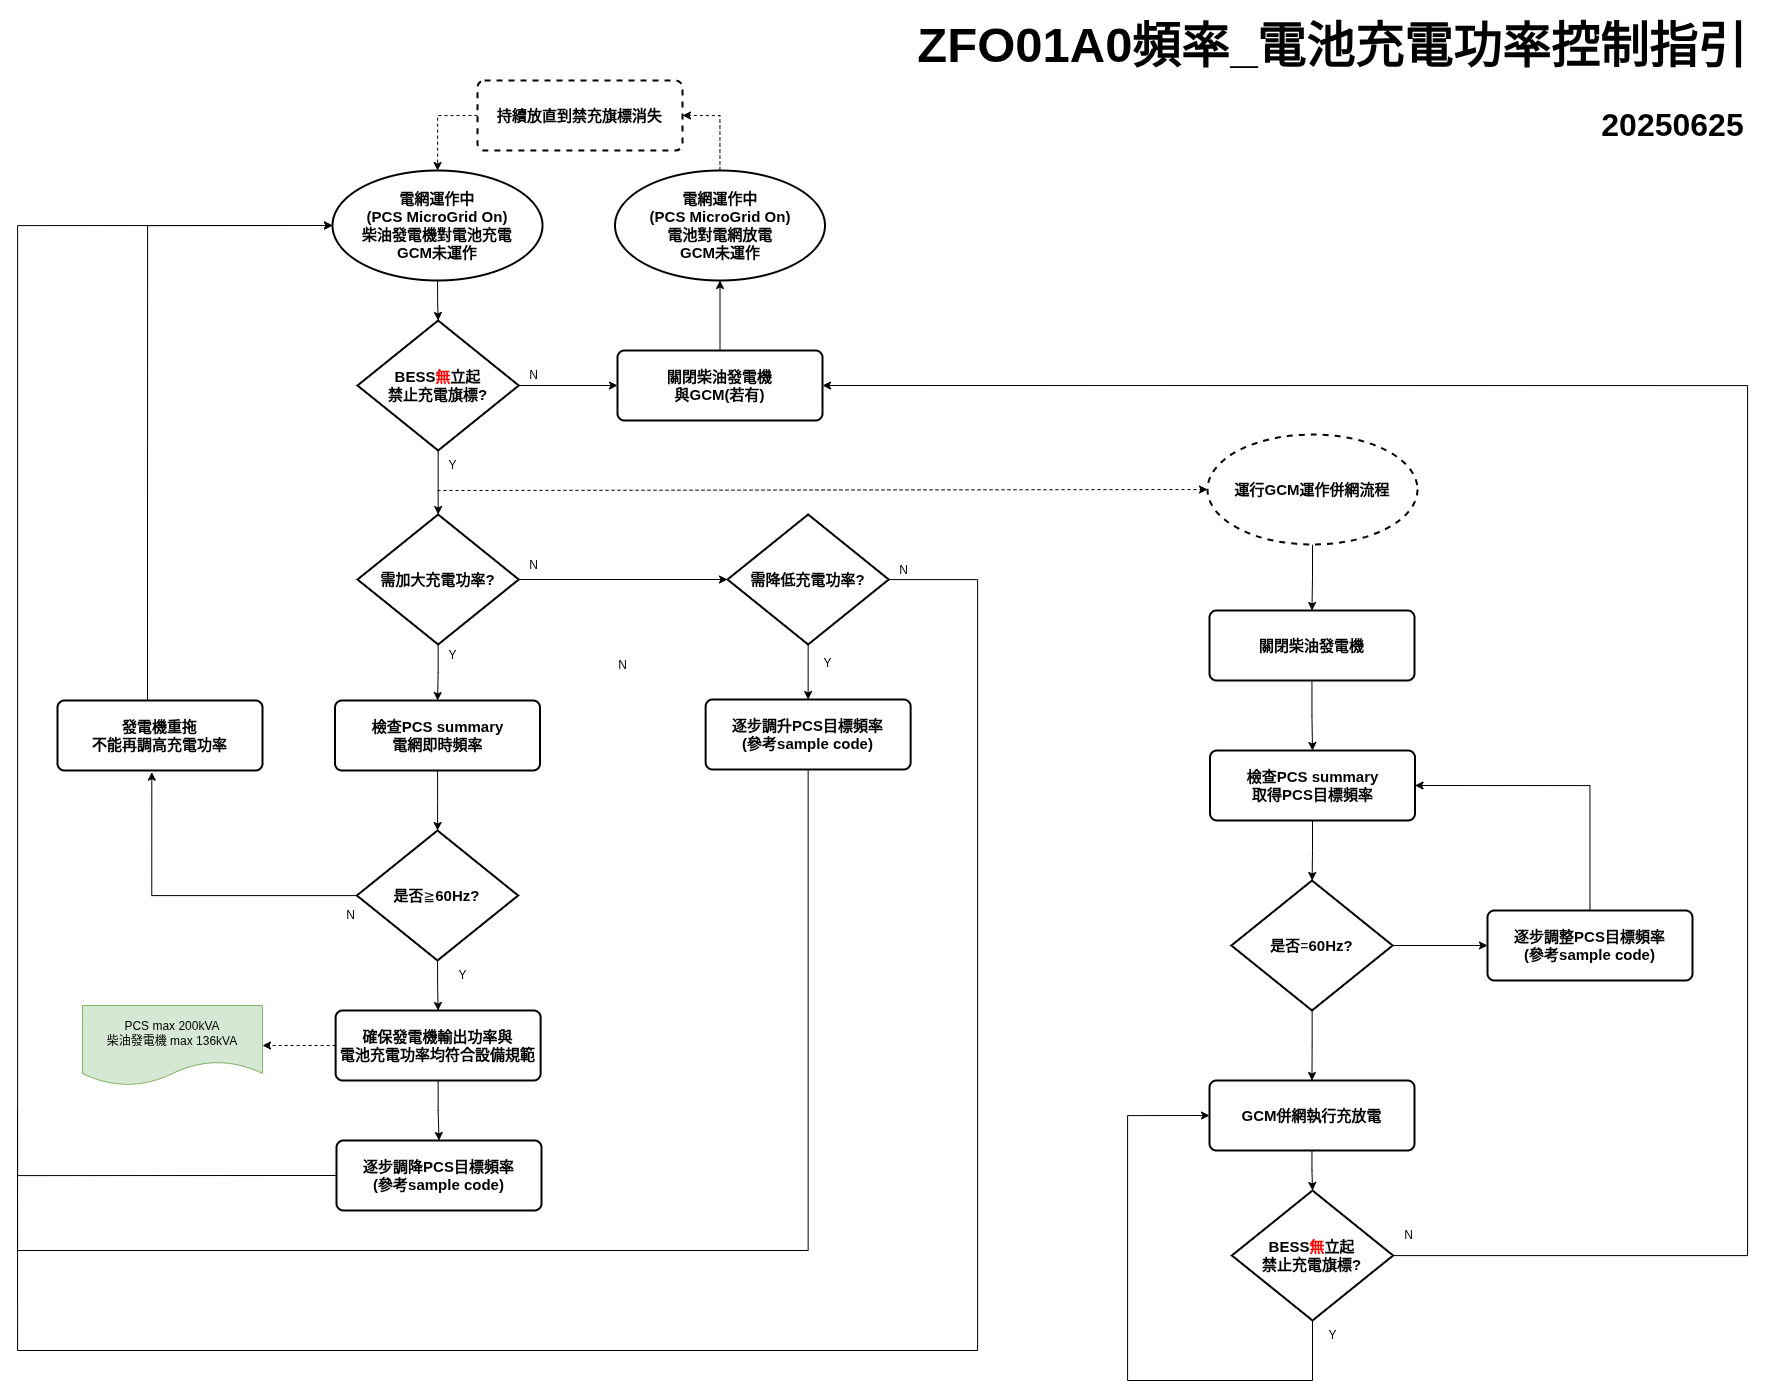 ZFO01A0頻率_電池充電功率控制指引
20250625
持續放直到禁充旗標消失
電網運作中
(PCS MicroGrid On)
柴油發電機對電池充電
GCM未運作
電網運作中
(PCS MicroGrid On)
電池對電網放電
GCM未運作
BESS無立起
禁止充電旗標?
N
關閉柴油發電機
與GCM(若有)
Y
運行GCM運作併網流程
需加大充電功率?
N
需降低充電功率?
N
Y
N
Y
關閉柴油發電機
發電機重拖
不能再調高充電功率
檢查PCS summary
電網即時頻率
逐步調升PCS目標頻率
(參考sample code)
檢查PCS summary
取得PCS目標頻率
是否≧60Hz?
N
Y
是否=60Hz?
逐步調整PCS目標頻率
(參考sample code)
PCS max 200kVA
柴油發電機 max 136kVA
確保發電機輸出功率與
電池充電功率均符合設備規範
GCM併網執行充放電
逐步調降PCS目標頻率
(參考sample code)
BESS無立起
禁止充電旗標?
N
Y